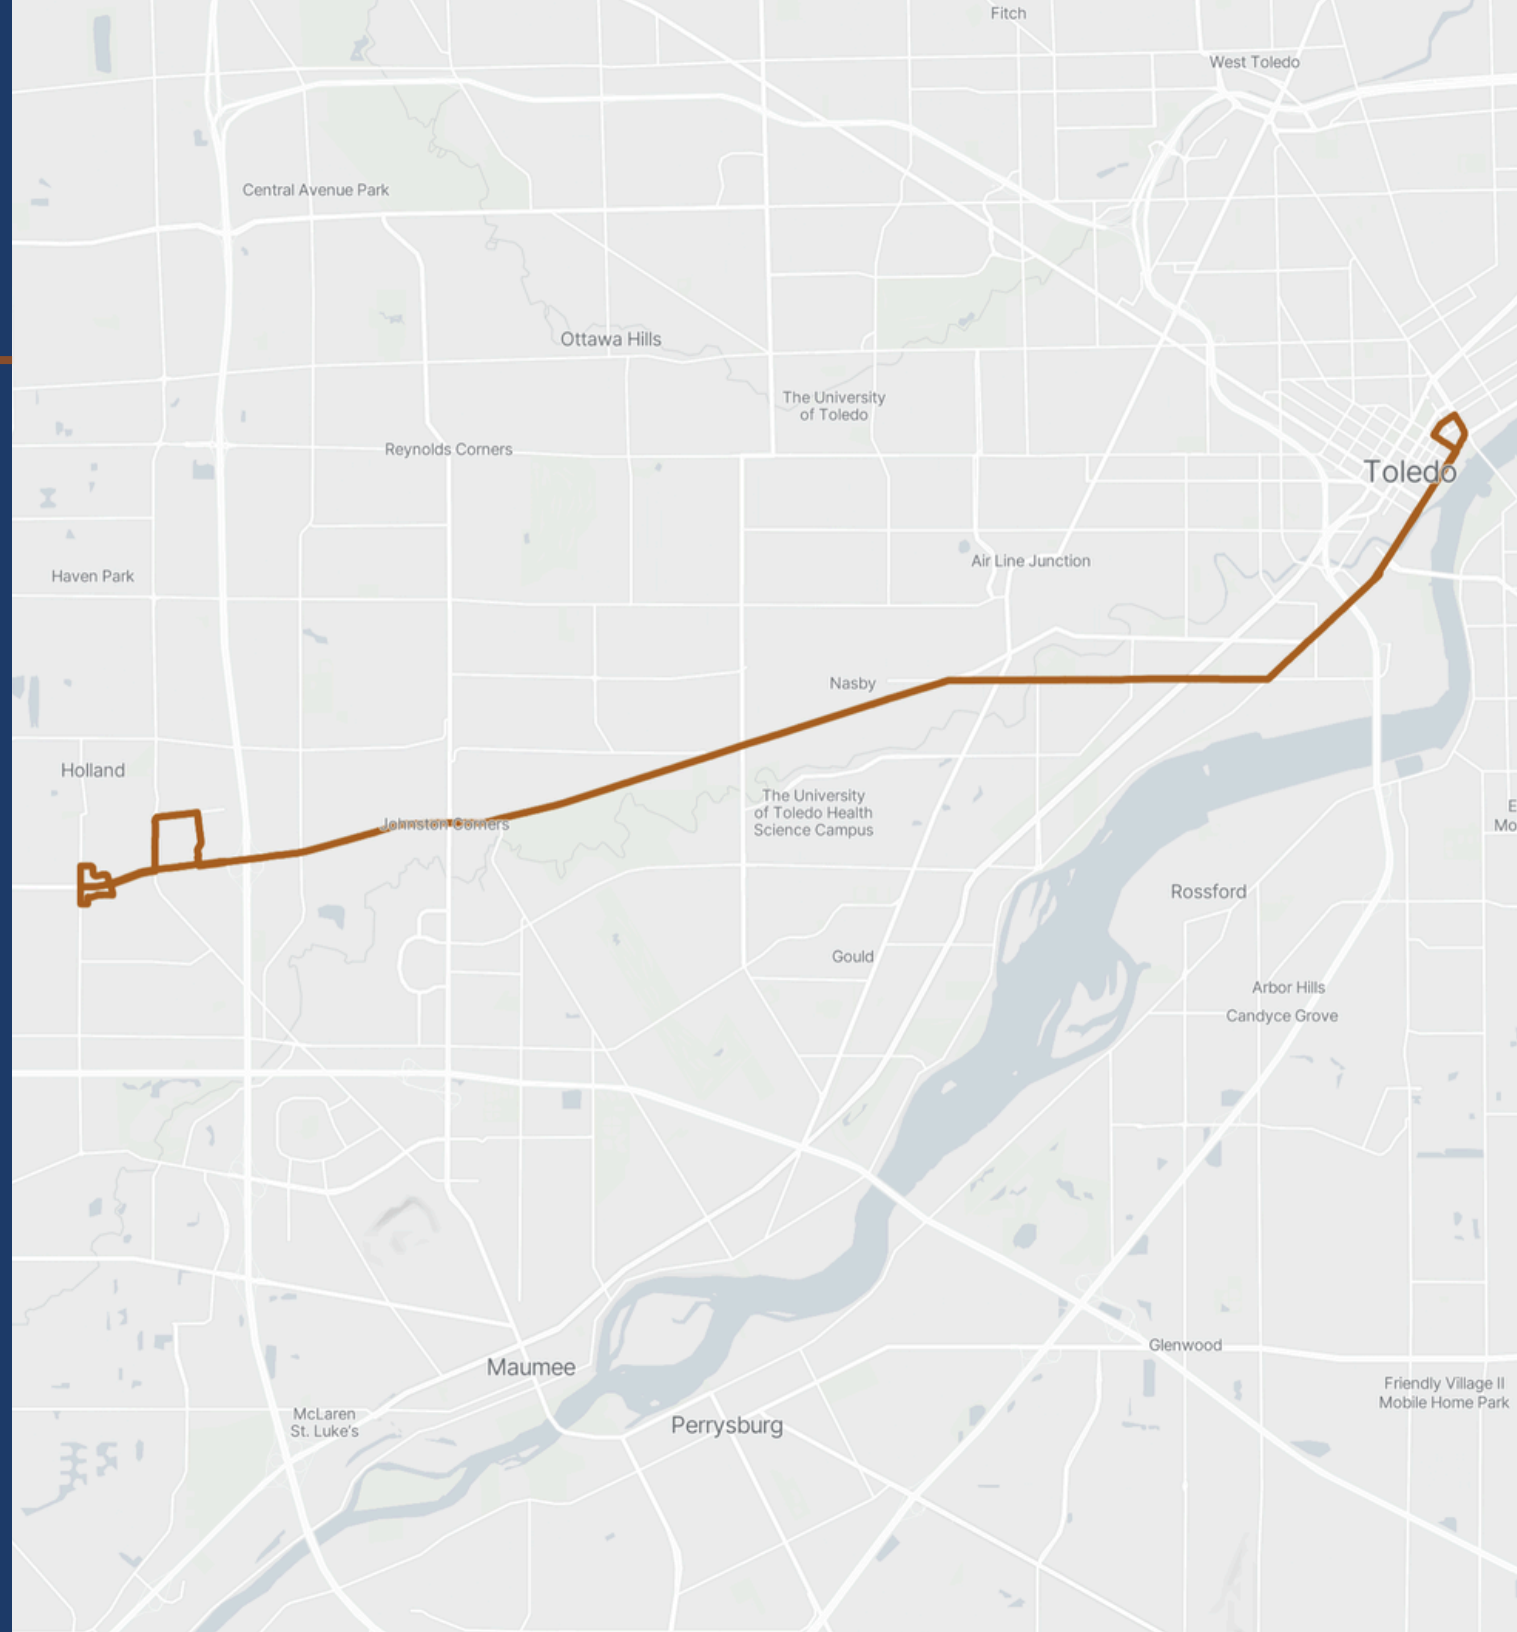 Fitch
West Toledo
Central Avenue Park
Ottawa Hills
The University
of Toledo
Reynolds Corners
Toledo
Air Line Junction
Haven Park
Nasby
Holland
The University
of Toledo Health
Science Campus
Johnston Corners
E
Mo
Rossford
Gould
Arbor Hills
Candyce Grove
Glenwood
Maumee
Friendly Village II
Mobile Home Park
McLaren
St. Luke's
Perrysburg